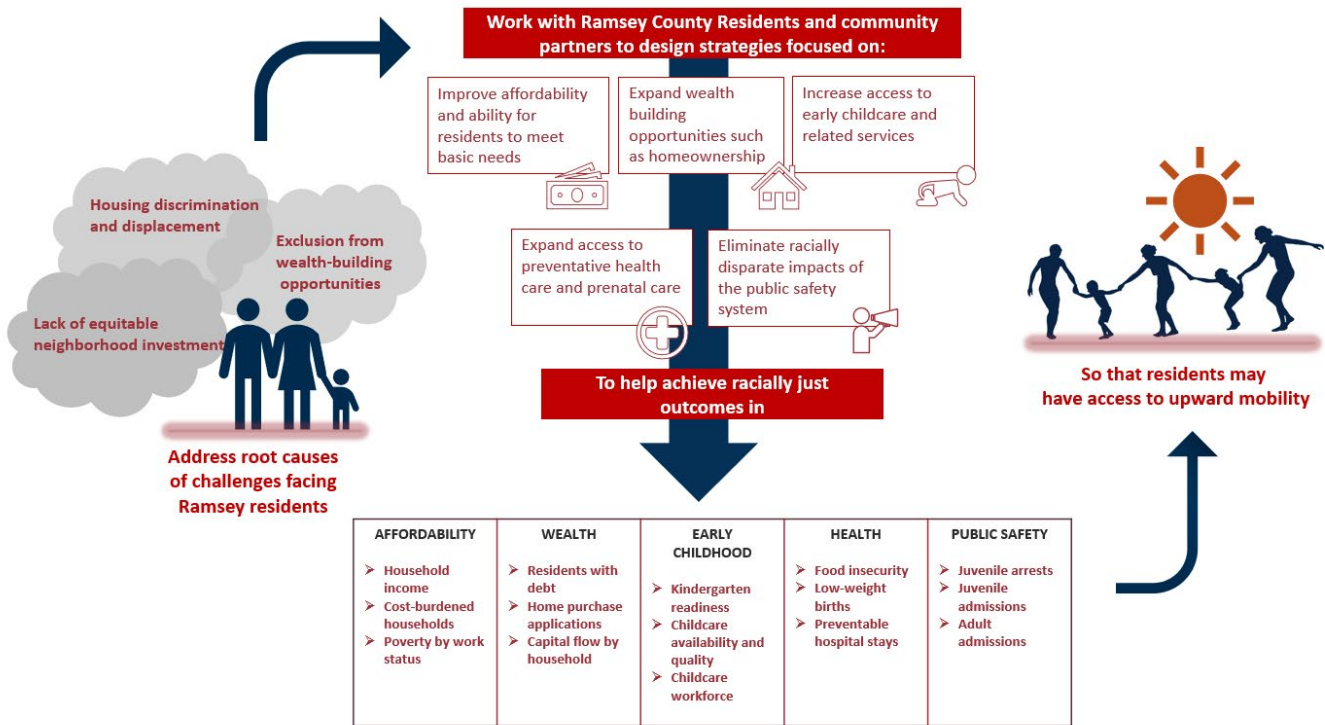 Work with Ramsey County Residents and community
partners to design strategies focused on:
Improve affordability
and ability for
residents to meet
basic needs
Expand wealth
building
opportunities such
as homeownership
Increase access to
early childcare and
related services
Expand access to
preventative health
care and prenatal care
Eliminate racially
disparate impacts of
the public safety
system
Housing discrimination
and displacement
Exclusion from
wealth-building
opportunities
Lack of equitable
neighborhood investment
Address root causes
of challenges facing
Ramsey residents
To help achieve racially just
outcomes in
So that residents may
have access to upward mobility
AFFORDABILITY
Household
income
Cost-burdened
households
Poverty by work
status
WEALTH
Residents with
debt
Home purchase
applications
Capital flow by
household
EARLY
CHILDHOOD
Kindergarten
readiness
Childcare
availability and
quality
Childcare
workforce
HEALTH
Food insecurity
Low-weight
births
Preventable
hospital stays
PUBLIC SAFETY
Juvenile arrests
Juvenile
admissions
Adult
admissions